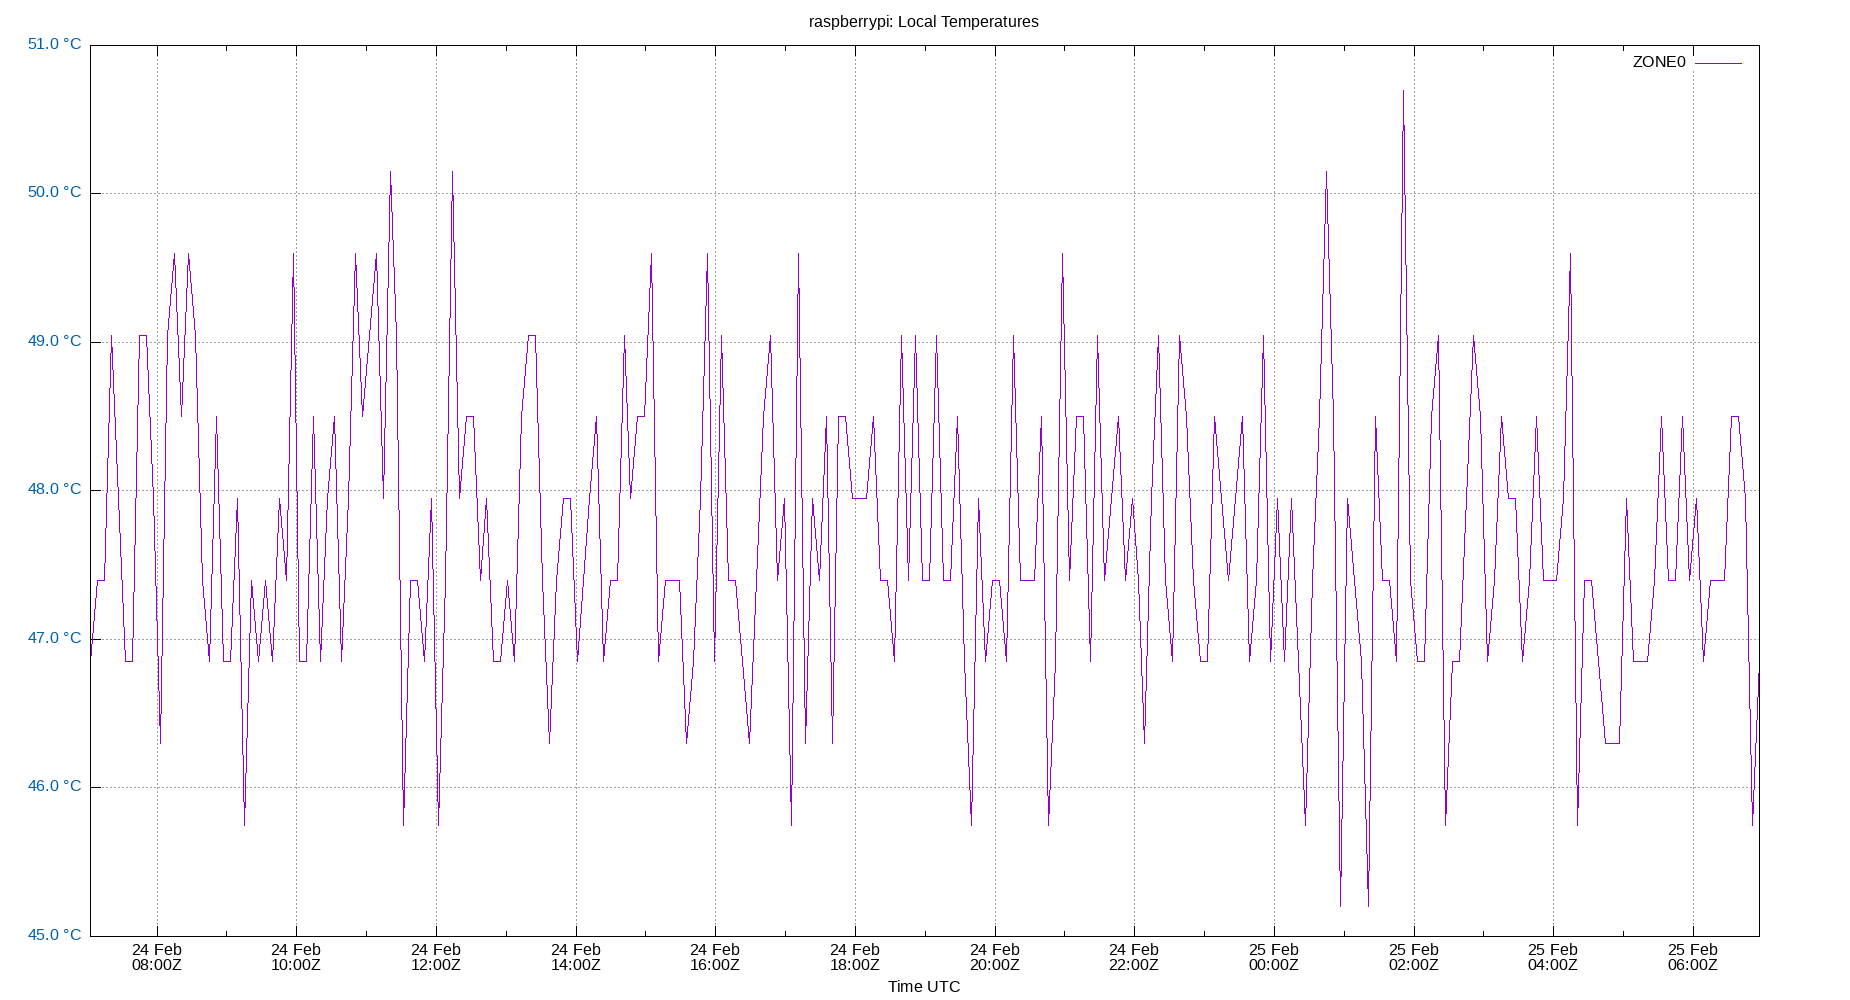 raspberrypi: Local Temperatures
51.0 °C
ZONE0
50.0 °C
49.0 °C
48.0 °C
47.0 °C
46.0 °C
45.0 °C
24 Feb 24 Feb 24 Feb 24 Feb 24 Feb 24 Feb 24 Feb 24 Feb 25 Feb 25 Feb 25 Feb 25 Feb
08:00Z 10:00Z 12:00Z 14:00Z 16:00Z 18:00Z 20:00Z 22:00Z 00:00Z 02:00Z 04:00Z 06:00Z
Time UTC